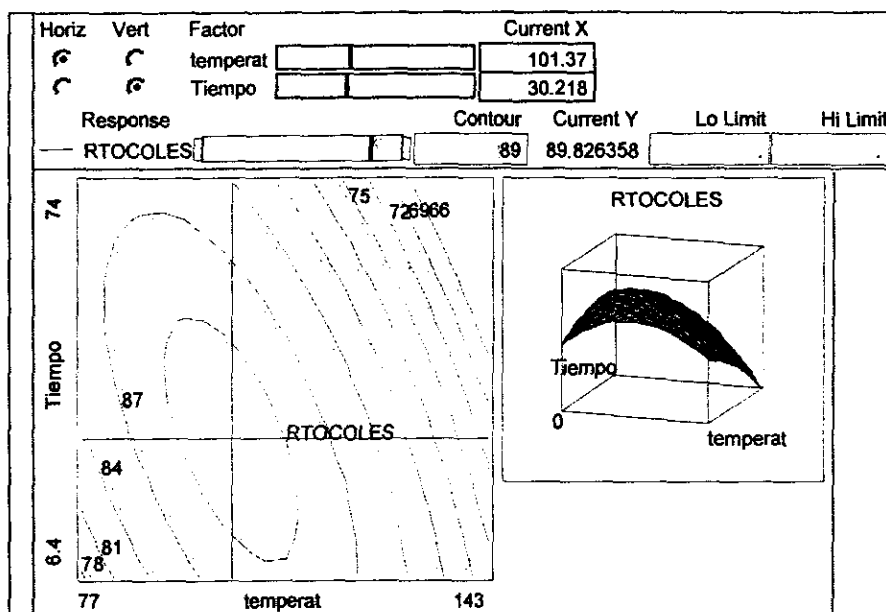 Horiz Vert Factor Current X
temperat 101.37
Tiempo 30.218
Response Contour Current Y Lo Limit Hi Limit
RTOCOLES 89 89.826358 . .
74
Tiempo
6.4
75
726966
87
RTOCOLES
84
81
78
77 temperat 143
RTOCOLES
Tiempo
0
temperat